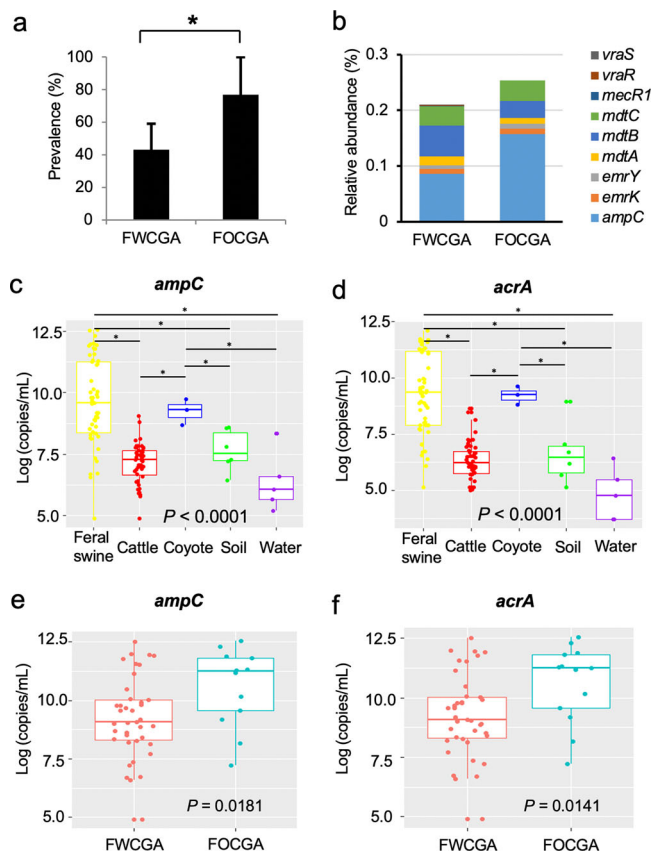 a
*
Prevalence (%)
100
80
60
40
20
0
FWCGA FOCGA
b
Relative abundance (%)
0.3
0.2
0.1
0
FWCGA FOCGA
vraS
vraR
mecR1
mdtC
mdtB
mdtA
emrY
emrK
ampC
c
ampC
Log (copies/mL)
12.5
10.0
7.5
5.0
*
*
* *
* *
P < 0.0001
Feral swine Cattle Coyote Soil Water
d
acrA
Log (copies/mL)
12.5
10.0
7.5
5.0
*
*
* *
* *
P < 0.0001
Feral swine Cattle Coyote Soil Water
e
ampC
Log (copies/mL)
12.5
10.0
7.5
5.0
P = 0.0181
FWCGA FOCGA
f
acrA
Log (copies/mL)
12.5
10.0
7.5
5.0
P = 0.0141
FWCGA FOCGA